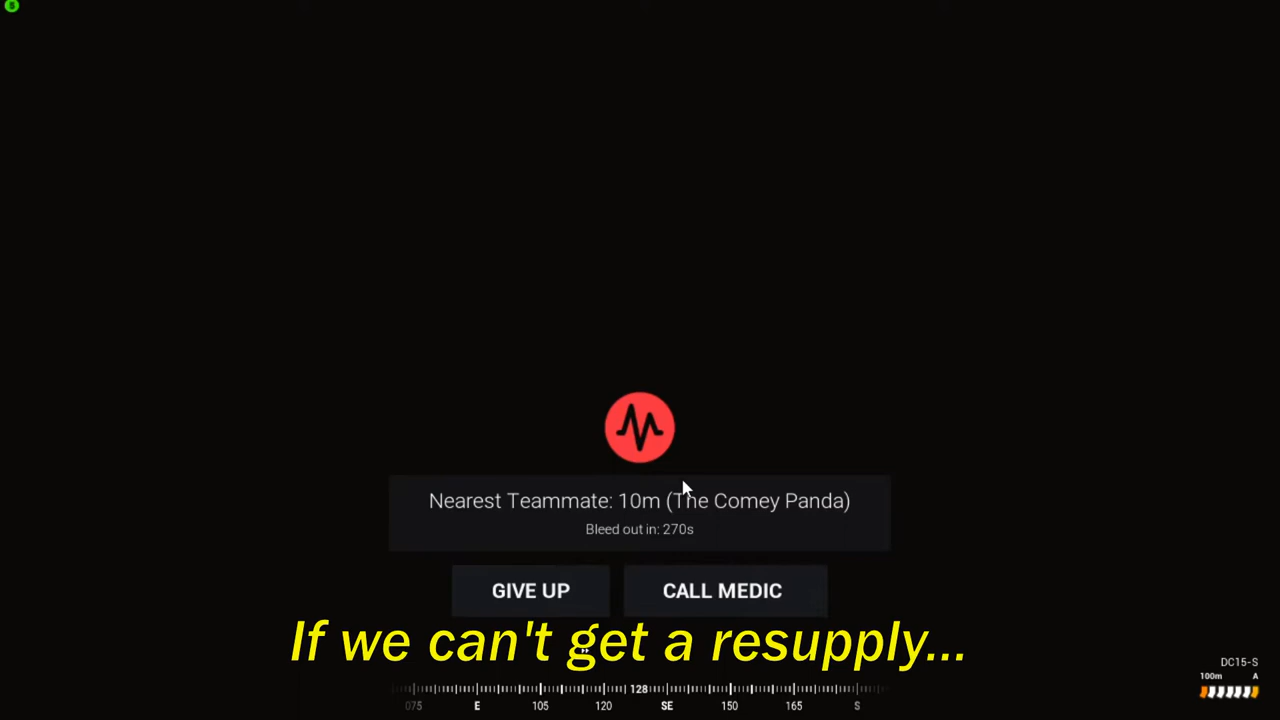 Nearest Teammate: 10m (The Comey Panda)
Bleed out in: 270s
GIVE UP
CALL MEDIC
If we can't get a resupply...
128
075 E 105 120 SE 150 165 S
DC15-S
100m A